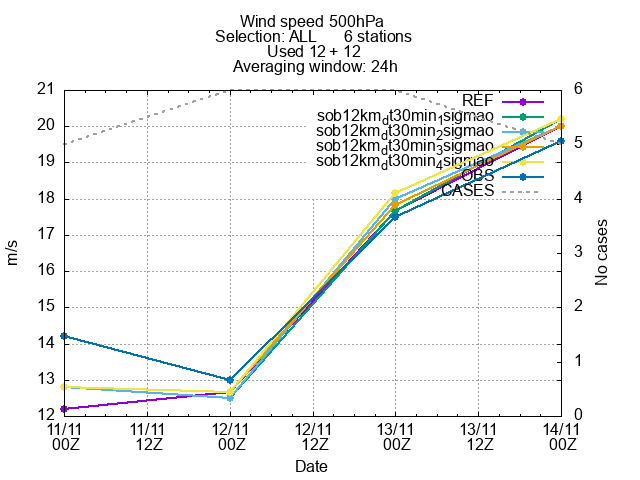 Wind speed 500hPa
Selection: ALL 6 stations
Used 12 + 12
Averaging window: 24h
21
20
19
18
17
16
15
14
13
12
m/s
6
5
4
3
2
1
0
No cases
REF
sob12km_dt30min_1sigmao
sob12km_dt30min_2sigmao
sob12km_dt30min_3sigmao
sob12km_dt30min_4sigmao
OBS
CASES
11/11 11/11 12/11 12/11 13/11 13/11 14/11
00Z 12Z 00Z 12Z 00Z 12Z 00Z
Date